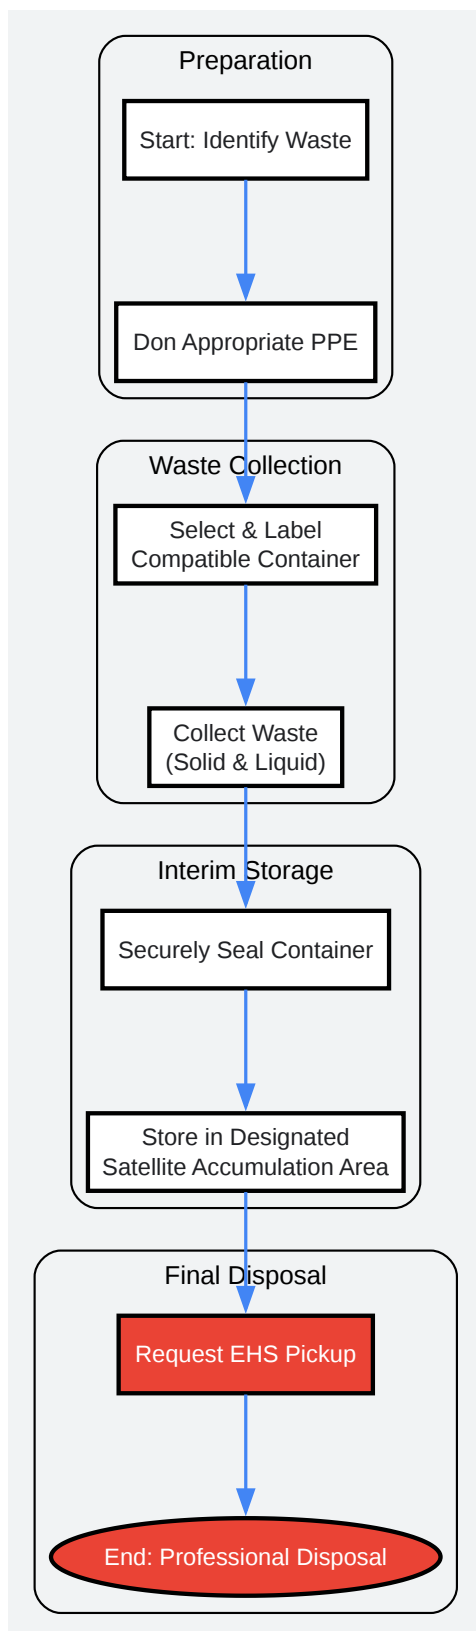 Preparation
Start: Identify Waste
Don Appropriate PPE
Waste Collection
Select & Label
Compatible Container
Collect Waste
(Solid & Liquid)
Interim Storage
Securely Seal Container
Store in Designated
Satellite Accumulation Area
Final Disposal
Request EHS Pickup
End: Professional Disposal